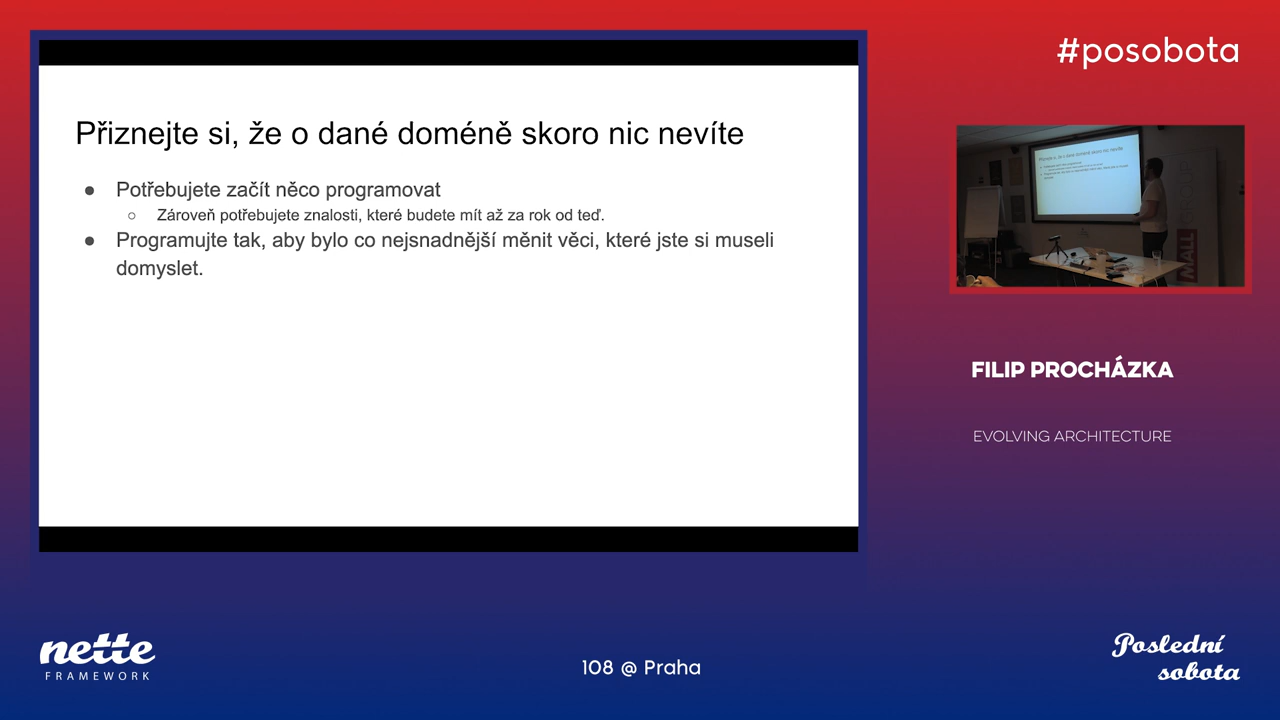 #posobota
Přiznejte si, že o dané doméně skoro nic nevíte
● Potřebujete začít něco programovat
○ Zároveň potřebujete znalosti, které budete mít až za rok od teď.
● Programujte tak, aby bylo co nejsnadnější měnit věci, které jste si museli
domyslet.
MALL
FILIP PROCHÁZKA
EVOLVING ARCHITECTURE
nette
FRAMEWORK
108 @ Praha
Poslední
sobota